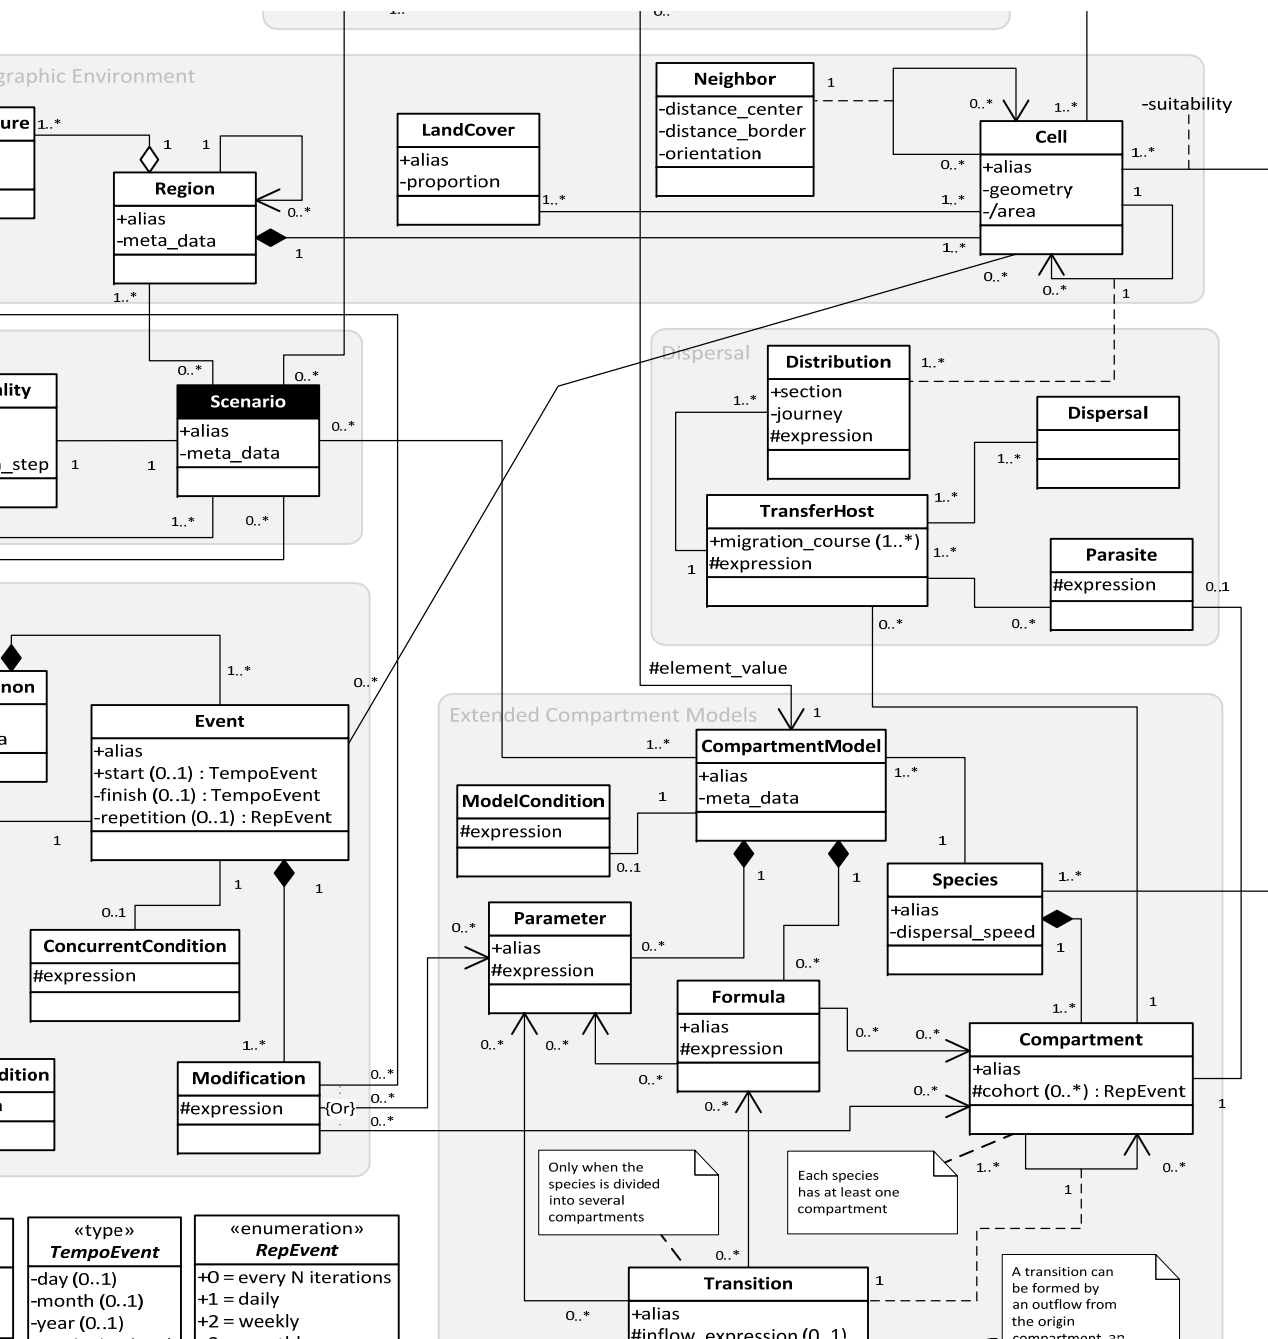 1..*
0..*
graphic Environment
Neighbor
-distance_center
-distance_border
-orientation
1
0..*
1..*
-suitability
ure
1..*
1
1
LandCover
+alias
-proportion
1..*
Cell
+alias
-geometry
-/area
0..*
1..*
1..*
1..*
1
Region
+alias
-meta_data
0..*
1
1..*
0..*
0..*
1
Dispersal
Distribution
+section
-journey
#expression
1..*
1..*
0..*
0..*
Scenario
+alias
-meta_data
0..*
lity
_step
1
1
1..*
0..*
Dispersal
1..*
TransferHost
+migration_course (1..*)
#expression
1..*
1..*
1
0..*
Parasite
#expression
0..1
0..*
#element_value
1
non
a
1..*
0..*
Event
+alias
+start (0..1) : TempoEvent
-finish (0..1) : TempoEvent
-repetition (0..1) : RepEvent
1
1
1
Extended Compartment Models
CompartmentModel
+alias
-meta_data
1..*
1..*
ModelCondition
#expression
1
0..1
1
1
1
Species
+alias
-dispersal_speed
1..*
1
1..*
1
0..1
ConcurrentCondition
#expression
Parameter
+alias
#expression
0..*
0..*
0..*
0..*
0..*
Formula
+alias
#expression
0..*
0..*
0..*
0..*
Compartment
+alias
#cohort (0..*) : RepEvent
0..*
1
1..*
0..*
1
1..*
dition
Modification
#expression
0..*
0..*
0..*
{Or}
Only when the
species is divided
into several
compartments
Each species
has at least one
compartment
«type»
TempoEvent
-day (0..1)
-month (0..1)
-year (0..1)
«enumeration»
RepEvent
+0 = every N iterations
+1 = daily
+2 = weekly
0..*
0..*
Transition
+alias
#inflow_expression (0..1)
1
A transition can
be formed by
an outflow from
the origin
compartment, an